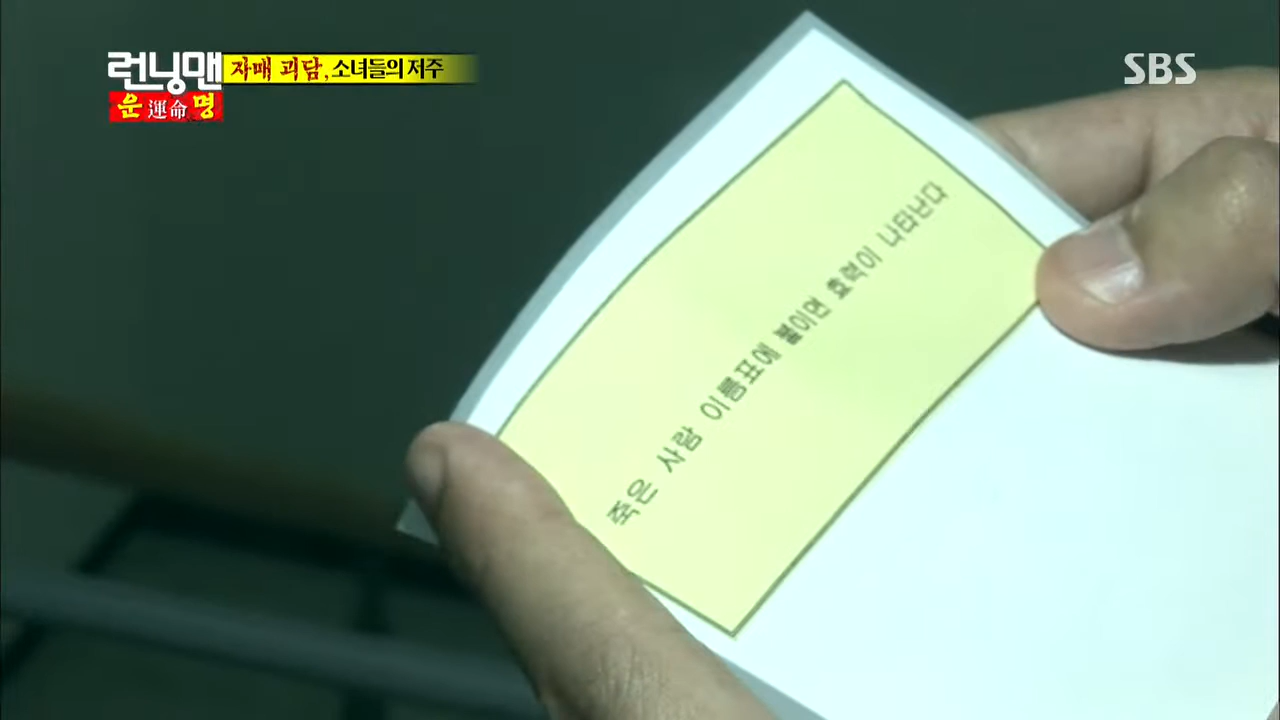 런닝맨
자매 괴담, 소녀들의 저주
운 運命 명
SBS
죽은 사람 이름표에 붙이면 효력이 나타난다